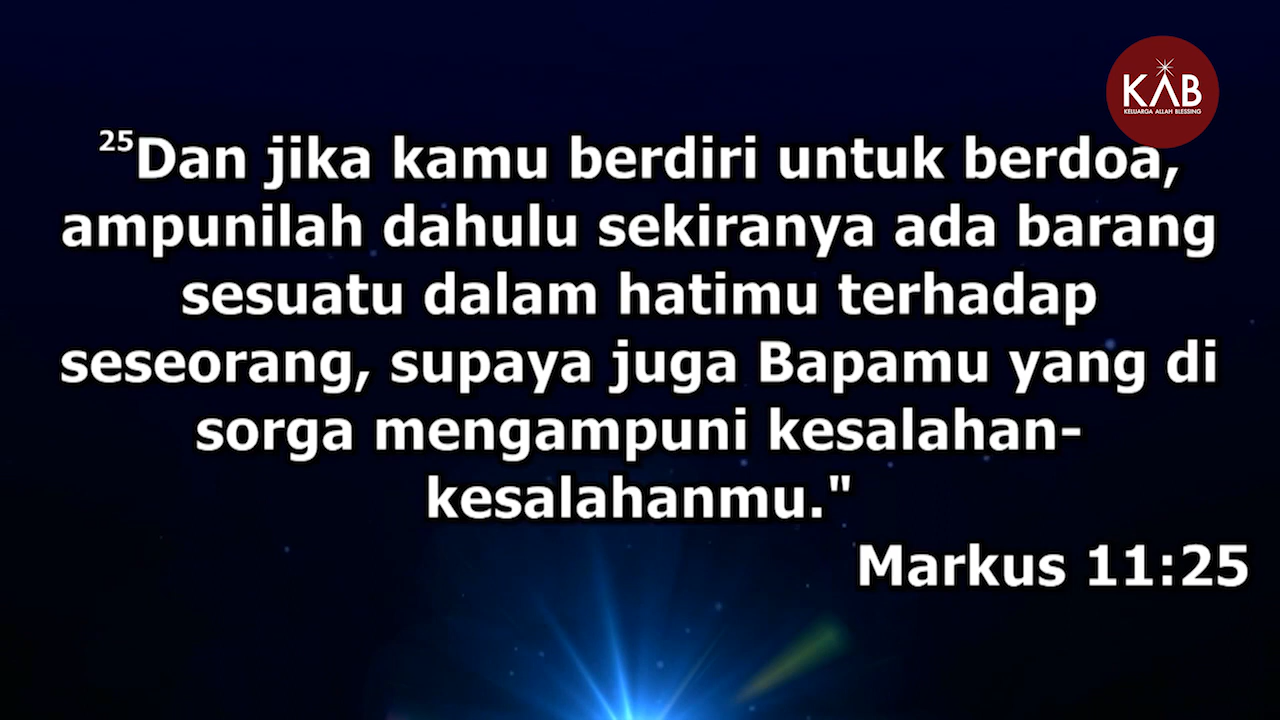 KAB
KELUARGA ALLAH BLESSING
25Dan jika kamu berdiri untuk berdoa,
ampunilah dahulu sekiranya ada barang
sesuatu dalam hatimu terhadap
seseorang, supaya juga Bapamu yang di
sorga mengampuni kesalahan-
kesalahanmu."
Markus 11:25